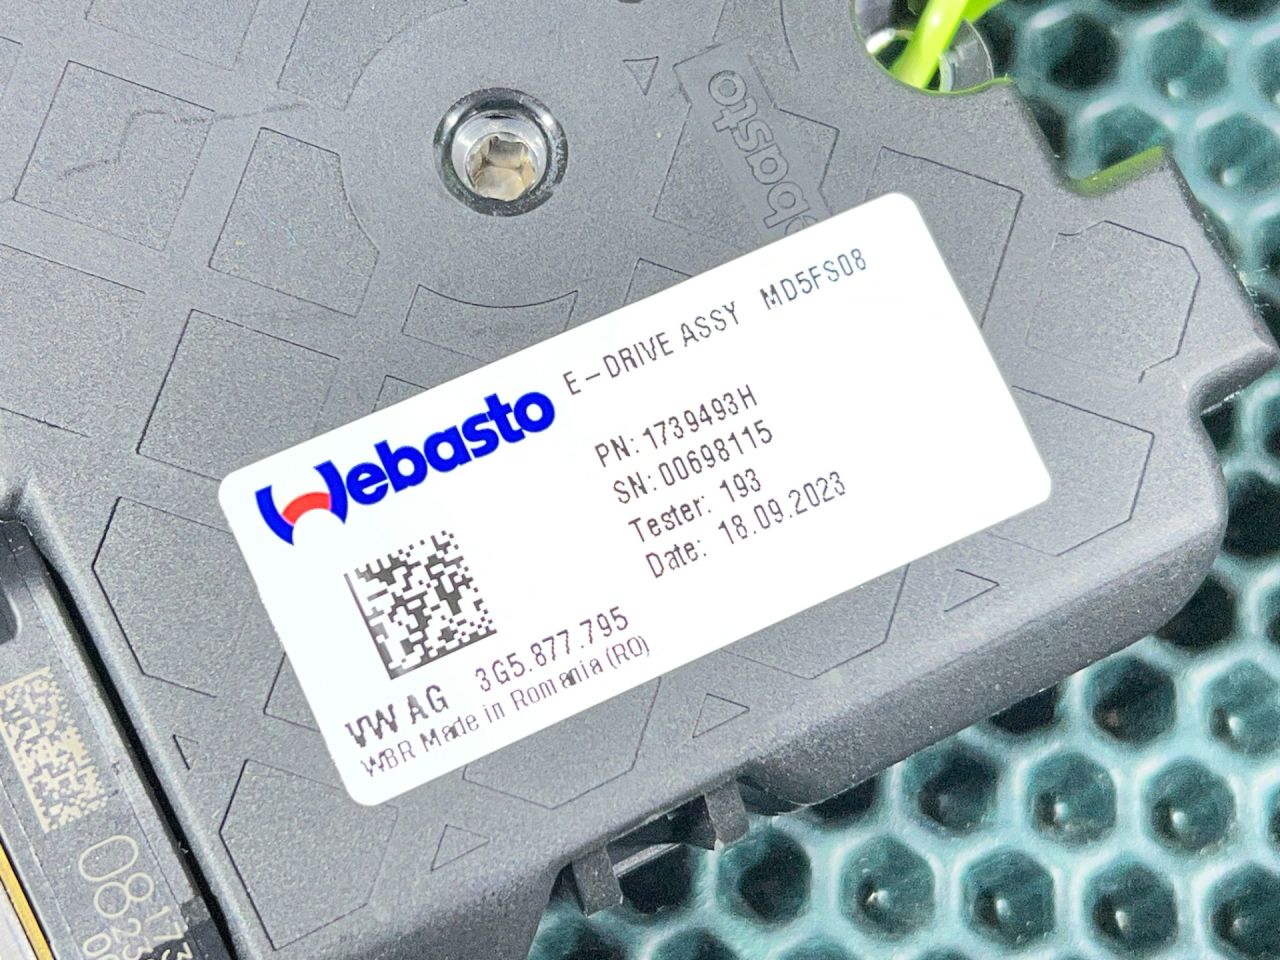 ebasto
Webasto
E-DRIVE ASSY MD5FS08
PN: 1739493H
SN: 00698115
Tester: 193
Date: 18.09.2023
VW AG 3G5.877.795
WBR Made in Romania (RO)